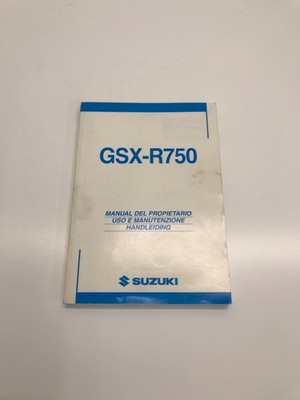 GSX-R750
MANUAL DEL PROPIETARIO
USO E MANUTENZIONE
HANDLEIDING
SUZUKI